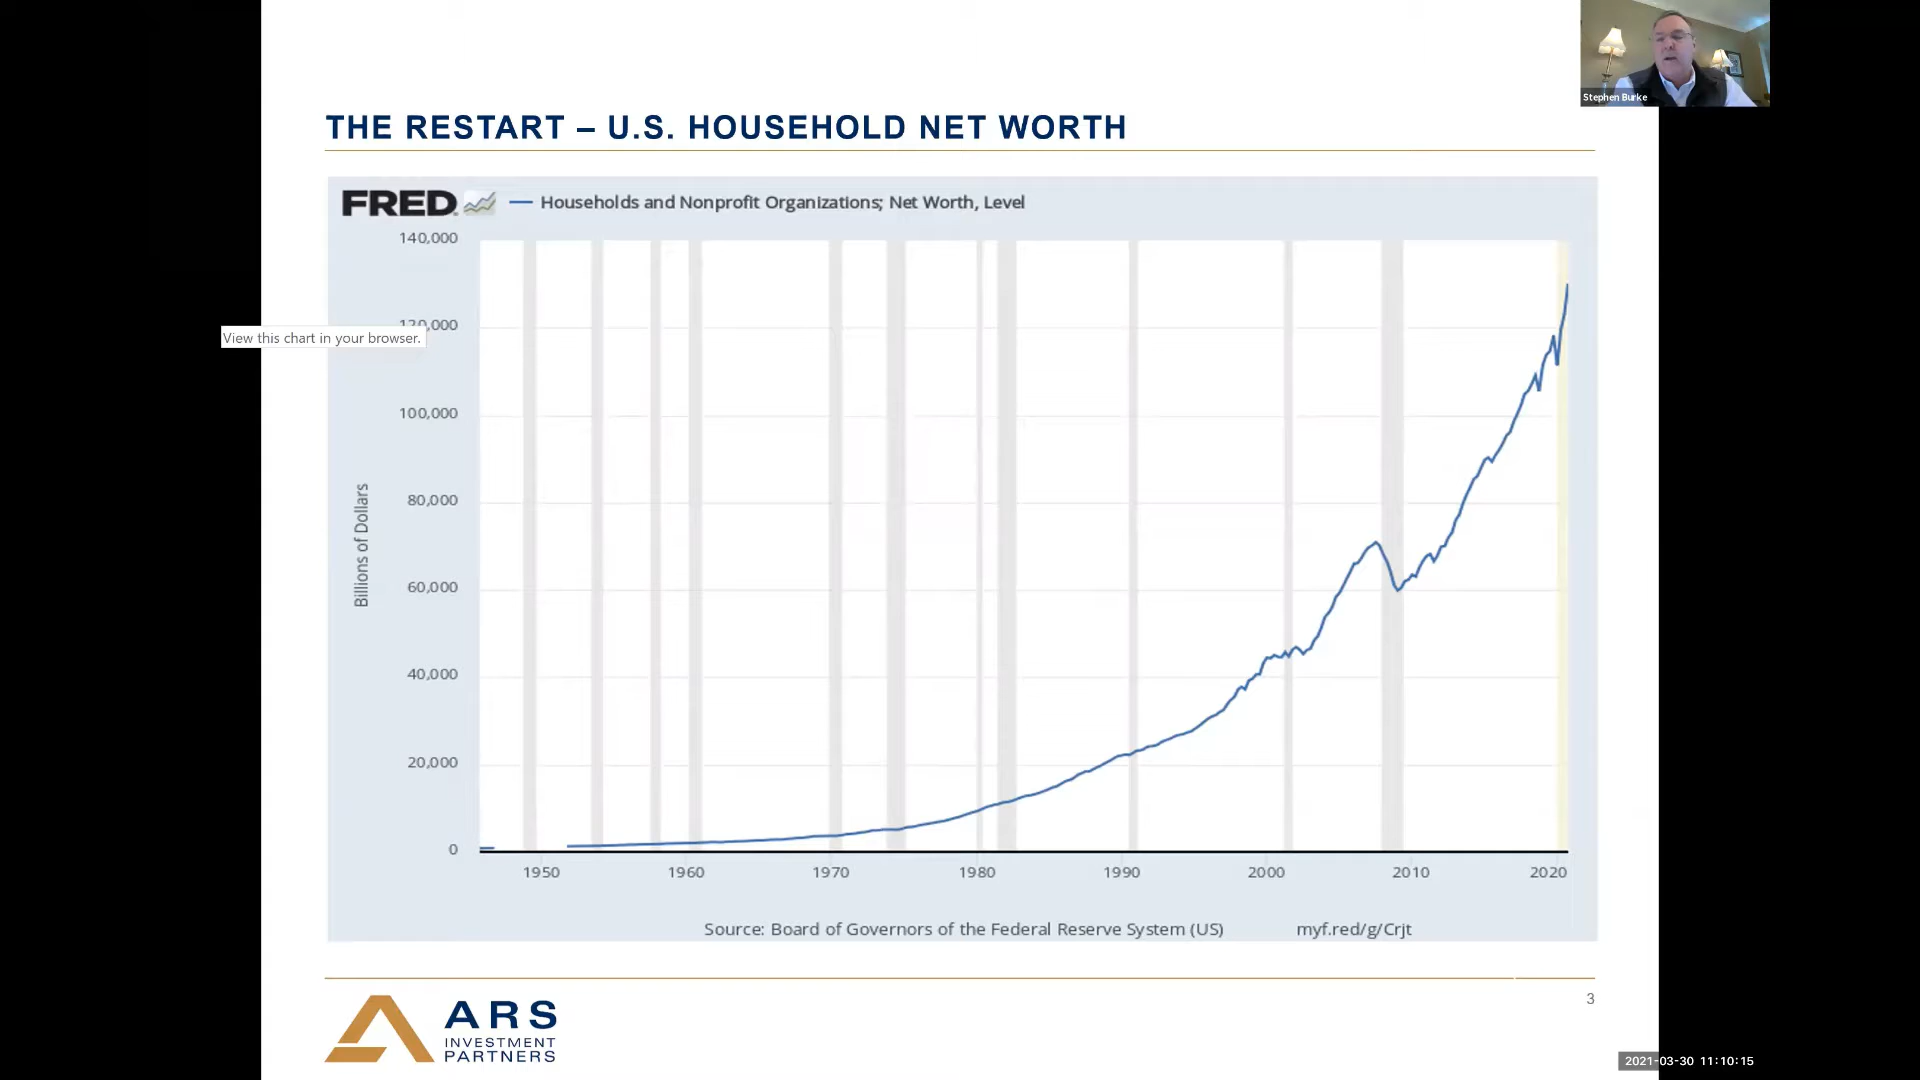 Stephen Burke
THE RESTART – U.S. HOUSEHOLD NET WORTH
FRED
Households and Nonprofit Organizations; Net Worth, Level
140,000
120,000
View this chart in your browser.
100,000
80,000
60,000
40,000
20,000
0
Billions of Dollars
1950 1960 1970 1980 1990 2000 2010 2020
Source: Board of Governors of the Federal Reserve System (US) myf.red/g/Crjt
3
ARS
INVESTMENT
PARTNERS
2021-03-30 11:10:15